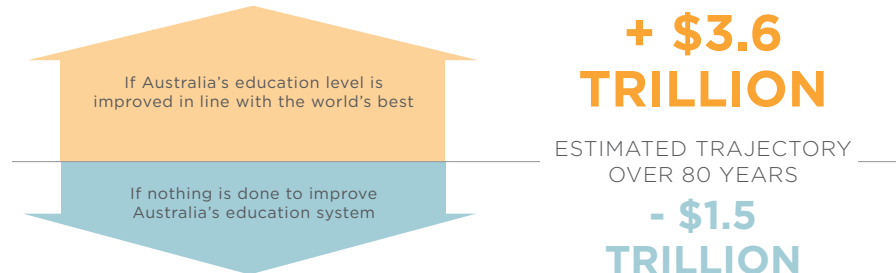 If Australia's education level is
improved in line with the world's best
+ $3.6
TRILLION
ESTIMATED TRAJECTORY
OVER 80 YEARS
If nothing is done to improve
Australia's education system
- $1.5
TRILLION